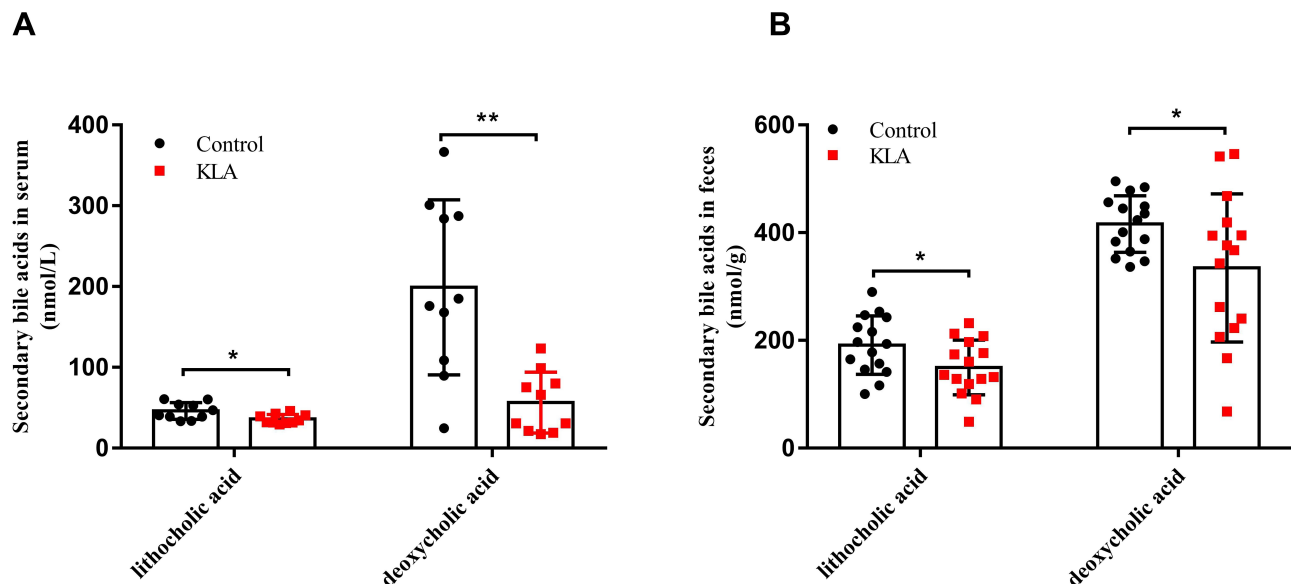 A
Secondary bile acids in serum
(nmol/L)
400
300
200
100
0
Control
KLA
*
**
lithocholic acid
deoxycholic acid
B
Secondary bile acids in feces
(nmol/g)
600
400
200
0
Control
KLA
*
*
lithocholic acid
deoxycholic acid